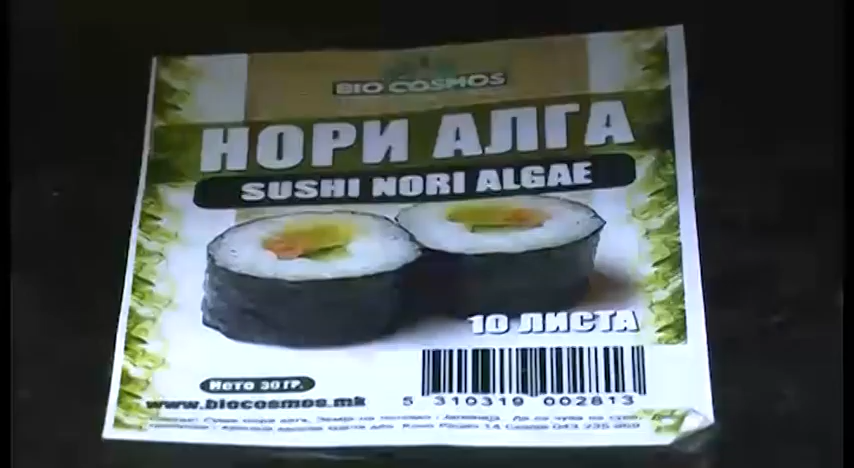 BIO COSMOS
НОРИ АЛГА
SUSHI NORI ALGAE
10 ЛИСТА
Нето 30 ГР.
www.biocosmos.mk
5 310319 002813